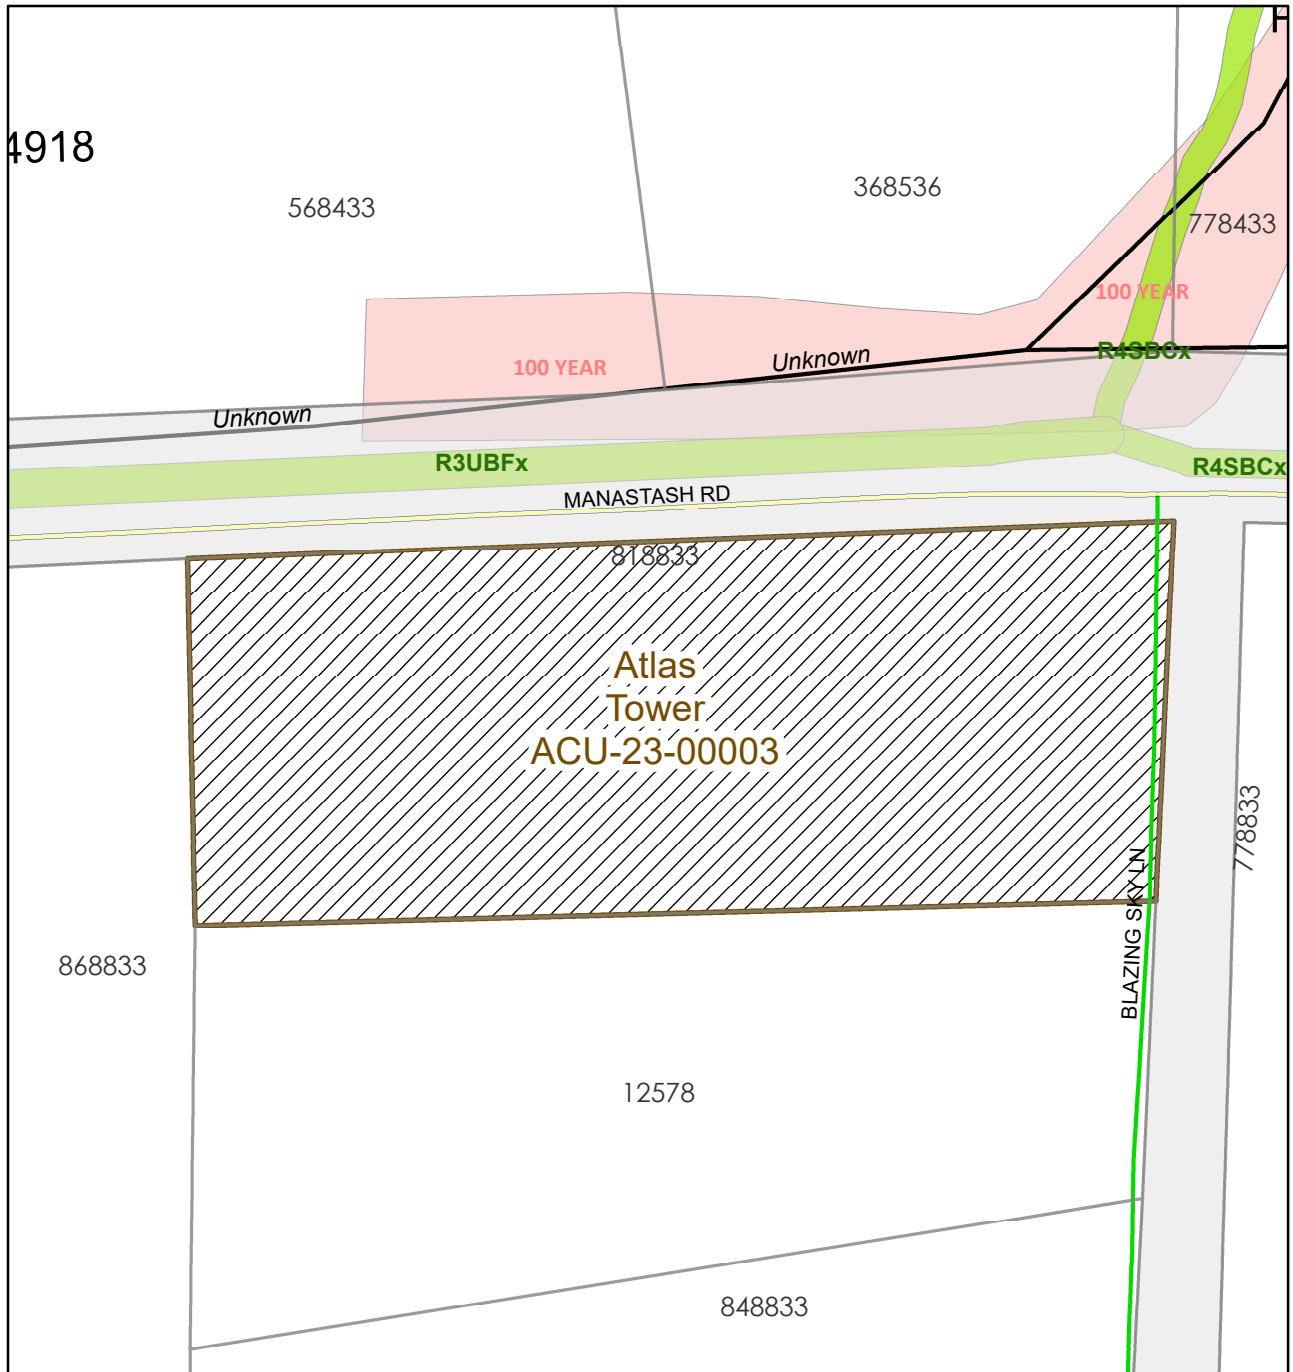 4918
568433
368536
778433
100 YEAR
100 YEAR
R4SBCx
Unknown
Unknown
R3UBFx
R4SBCx
MANASTASH RD
818833
Atlas
Tower
ACU-23-00003
778833
BLAZING SKY LN
868833
12578
848833